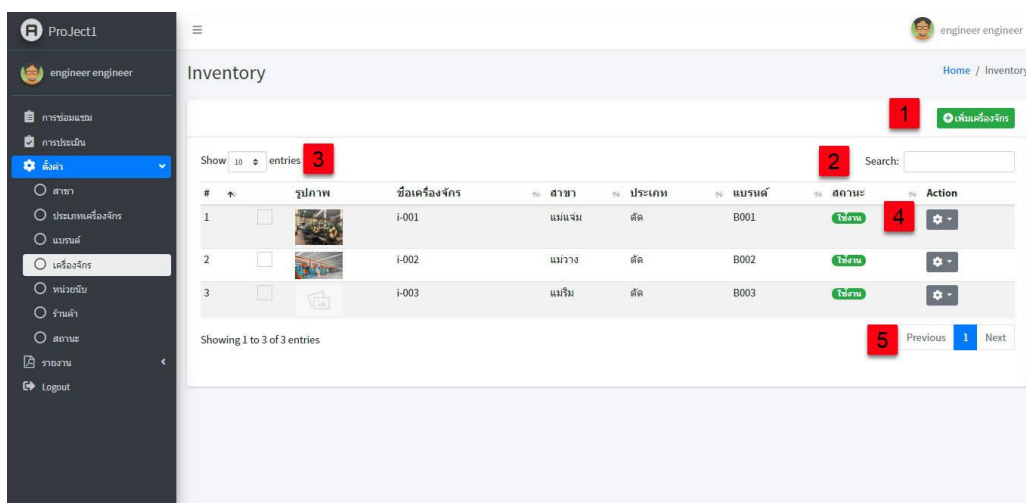 ProJect1
engineer engineer
engineer engineer
Inventory
Home / Inventory
การซ่อมแซม
การประเมิน
ตั้งค่า
สาขา
ประเภทเครื่องจักร
แบรนด์
เครื่องจักร
หน่วยนับ
ร้านค้า
สถานะ
รายงาน
Logout
1 เพิ่มเครื่องจักร
Show 10 entries 3 2 Search:
# รูปภาพ ชื่อเครื่องจักร สาขา ประเภท แบรนด์ สถานะ Action
1 i-001 แม่แจ่ม ตัด B001 ใช้งาน 4
2 i-002 แม่วาง ตัด B002 ใช้งาน
3 i-003 แม่ริม ตัด B003 ใช้งาน
Showing 1 to 3 of 3 entries 5 Previous 1 Next